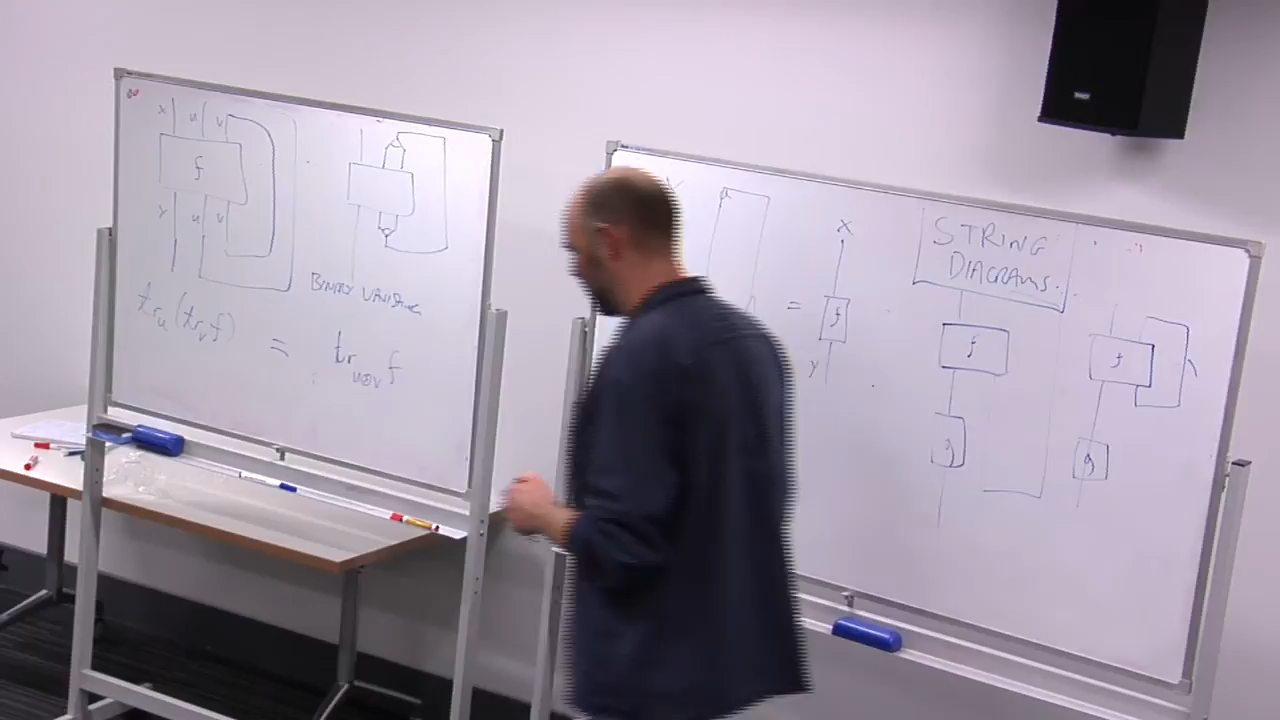 x u v
f
y u v
y
BINARY VANISHING
tr_u(tr_v f) = tr_{u⊗v} f
X
= f
y
STRING
DIAGRAMS.
f
g
f
g